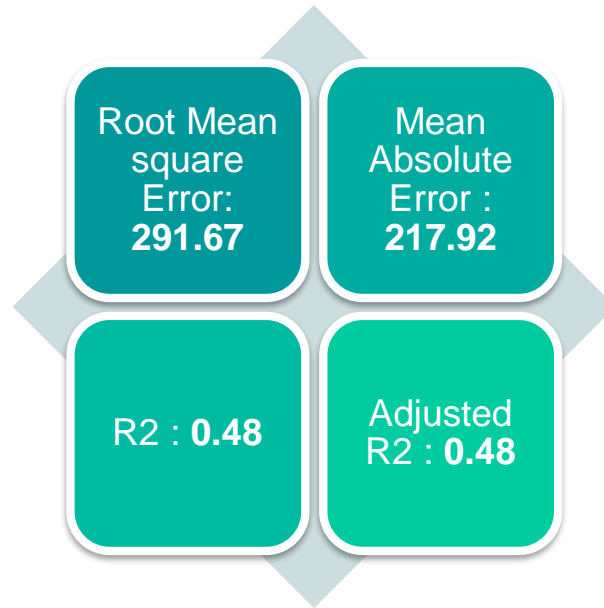 Root Mean
square
Error:
291.67
Mean
Absolute
Error :
217.92
R2 : 0.48
Adjusted
R2 : 0.48